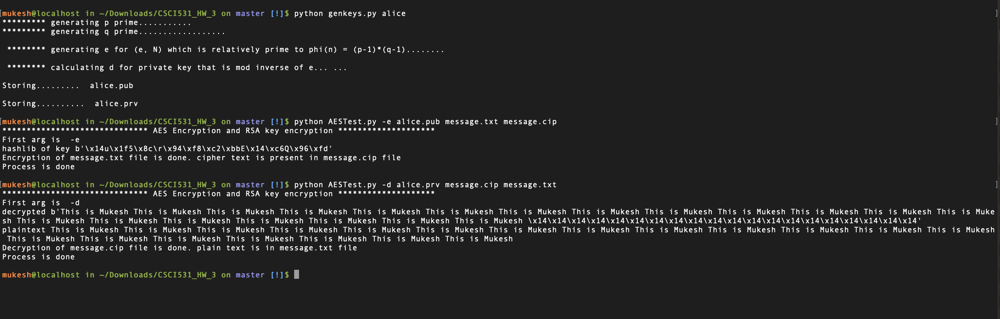 [mukesh@localhost in ~/Downloads/CSCI531_HW_3 on master [!]$ python genkeys.py alice ]
********* generating p prime...........
********* generating q prime..................
******** generating e for (e, N) which is relatively prime to phi(n) = (p-1)*(q-1)........
******** calculating d for private key that is mod inverse of e... ...
Storing.........  alice.pub
Storing..........  alice.prv
[mukesh@localhost in ~/Downloads/CSCI531_HW_3 on master [!]$ python AESTest.py -e alice.pub message.txt message.cip ]
****************************** AES Encryption and RSA key encryption ********************
First arg is  -e
hashlib of key b'\x14u\x1f5\x8c\r\x94\xf8\xc2\xbbE\x14\xc6Q\x96\xfd'
Encryption of message.txt file is done. cipher text is present in message.cip file
Process is done
[mukesh@localhost in ~/Downloads/CSCI531_HW_3 on master [!]$ python AESTest.py -d alice.prv message.cip message.txt ]
****************************** AES Encryption and RSA key encryption ********************
First arg is  -d
decrypted b'This is Mukesh This is Mukesh This is Mukesh This is Mukesh This is Mukesh This is Mukesh This is Mukesh This is Mukesh This is Mukesh This is Mukesh This is Mukesh This is Mukesh This is Muke
sh This is Mukesh This is Mukesh This is Mukesh This is Mukesh This is Mukesh This is Mukesh This is Mukesh \x14\x14\x14\x14\x14\x14\x14\x14\x14\x14\x14\x14\x14\x14\x14\x14\x14\x14\x14\x14'
plaintext This is Mukesh This is Mukesh This is Mukesh This is Mukesh This is Mukesh This is Mukesh This is Mukesh This is Mukesh This is Mukesh This is Mukesh This is Mukesh This is Mukesh This is Mukesh
This is Mukesh This is Mukesh This is Mukesh This is Mukesh This is Mukesh This is Mukesh This is Mukesh
Decryption of message.cip file is done. plain text is in message.txt file
Process is done
mukesh@localhost in ~/Downloads/CSCI531_HW_3 on master [!]$